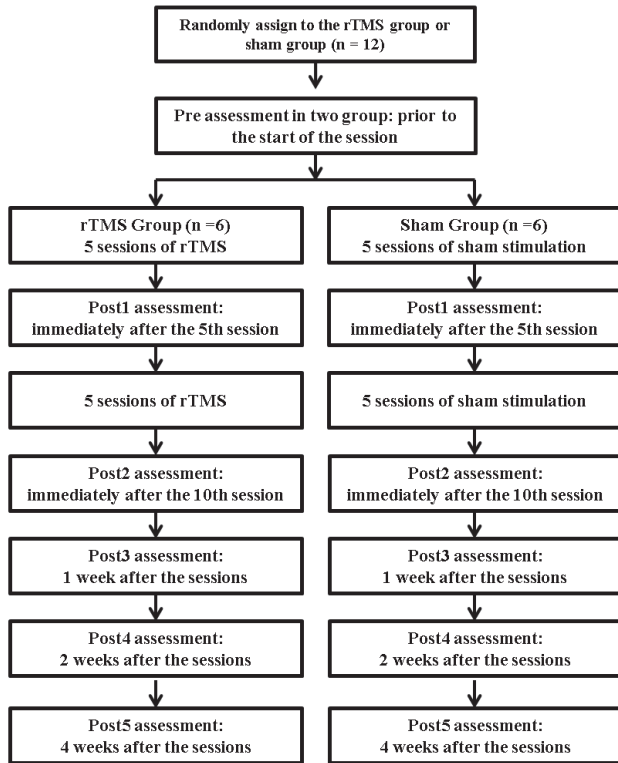 Randomly assign to the rTMS group or
sham group (n = 12)
Pre assessment in two group: prior to
the start of the session
rTMS Group (n =6)
5 sessions of rTMS
Sham Group (n =6)
5 sessions of sham stimulation
Post1 assessment:
immediately after the 5th session
Post1 assessment:
immediately after the 5th session
5 sessions of rTMS
5 sessions of sham stimulation
Post2 assessment:
immediately after the 10th session
Post2 assessment:
immediately after the 10th session
Post3 assessment:
1 week after the sessions
Post3 assessment:
1 week after the sessions
Post4 assessment:
2 weeks after the sessions
Post4 assessment:
2 weeks after the sessions
Post5 assessment:
4 weeks after the sessions
Post5 assessment:
4 weeks after the sessions